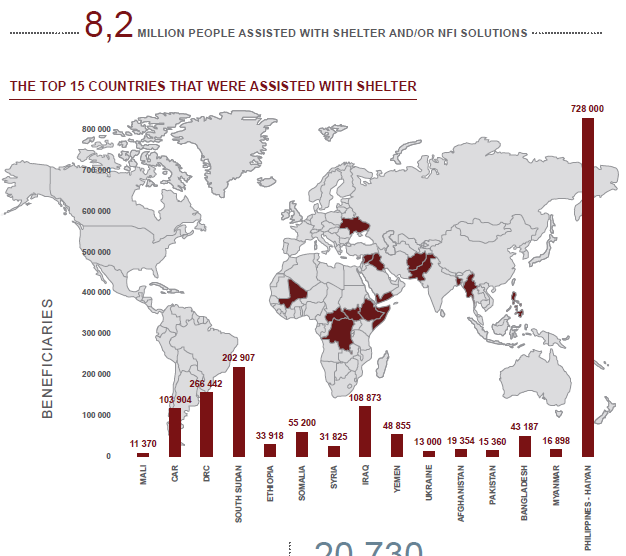 8,2 MILLION PEOPLE ASSISTED WITH SHELTER AND/OR NFI SOLUTIONS
THE TOP 15 COUNTRIES THAT WERE ASSISTED WITH SHELTER
BENEFICIARIES
800 000
700 000
600 000
500 000
400 000
300 000
200 000
100 000
0
11 370
103 904
266 442
202 907
33 918
55 200
31 825
108 873
48 855
13 000
19 354
15 360
43 187
16 898
728 000
MALI
CAR
DRC
SOUTH SUDAN
ETHIOPIA
SOMALIA
SYRIA
IRAQ
YEMEN
UKRAINE
AFGHANISTAN
PAKISTAN
BANGLADESH
MYANMAR
PHILIPPINES - HAIYAN
20 730